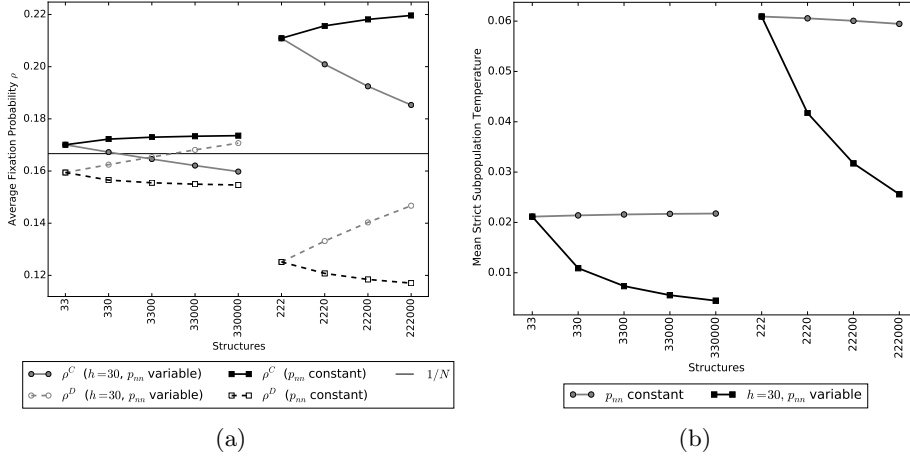 0.22
0.20
0.18
0.16
0.14
0.12
Average Fixation Probability ρ
33
330
3300
33000
330000
222
2220
22200
222000
Structures
ρ^C (h=30, p_nn variable)
ρ^C (p_nn constant)
1/N
ρ^D (h=30, p_nn variable)
ρ^D (p_nn constant)
(a)
0.06
0.05
0.04
0.03
0.02
0.01
Mean Strict Subpopulation Temperature
33
330
3300
33000
330000
222
2220
22200
222000
Structures
p_nn constant
h=30, p_nn variable
(b)